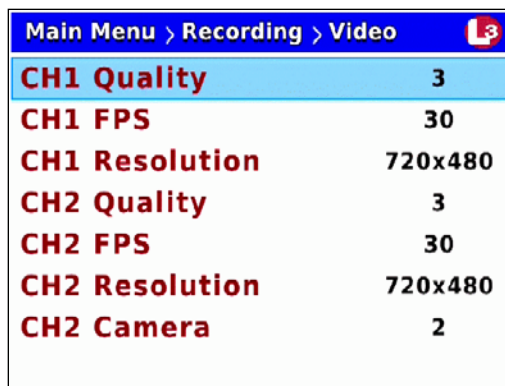 Main Menu > Recording > Video L3
CH1 Quality 3
CH1 FPS 30
CH1 Resolution 720x480
CH2 Quality 3
CH2 FPS 30
CH2 Resolution 720x480
CH2 Camera 2